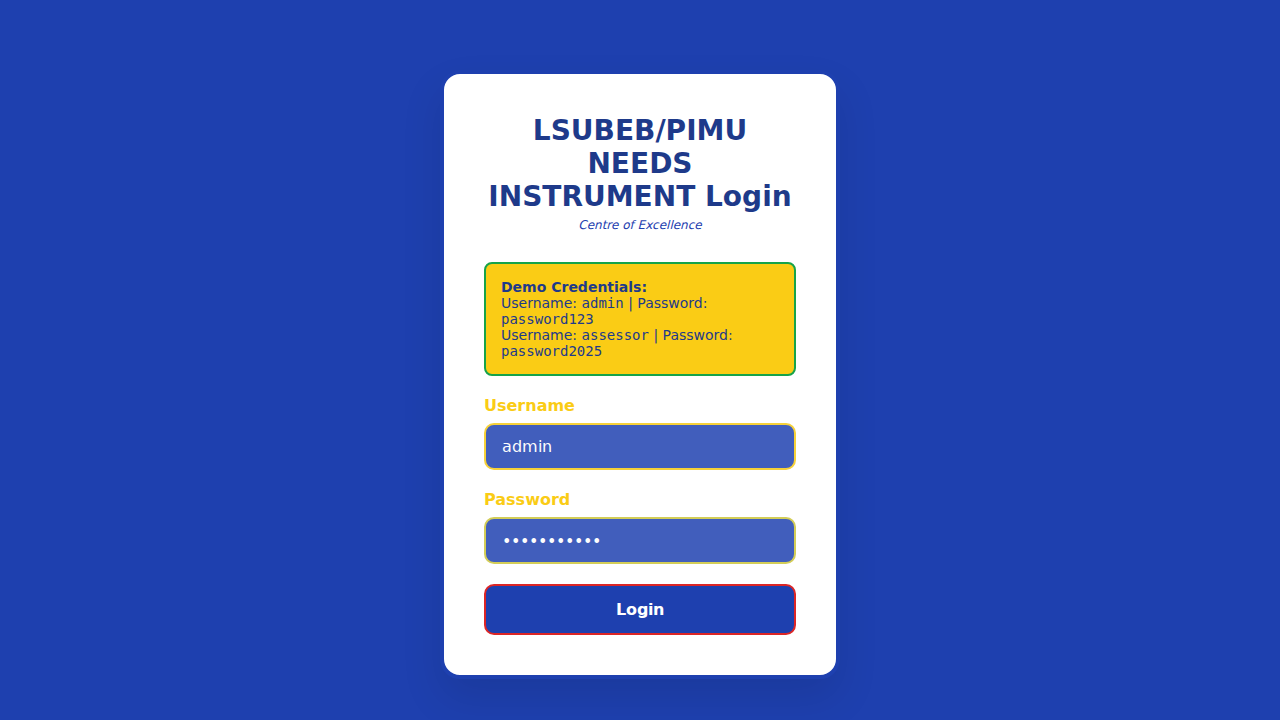 LSUBEB/PIMU
NEEDS
INSTRUMENT Login
Centre of Excellence
Demo Credentials:
Username: admin | Password:
password123
Username: assessor | Password:
password2025
Username
admin
Password
•••••••••••
Login